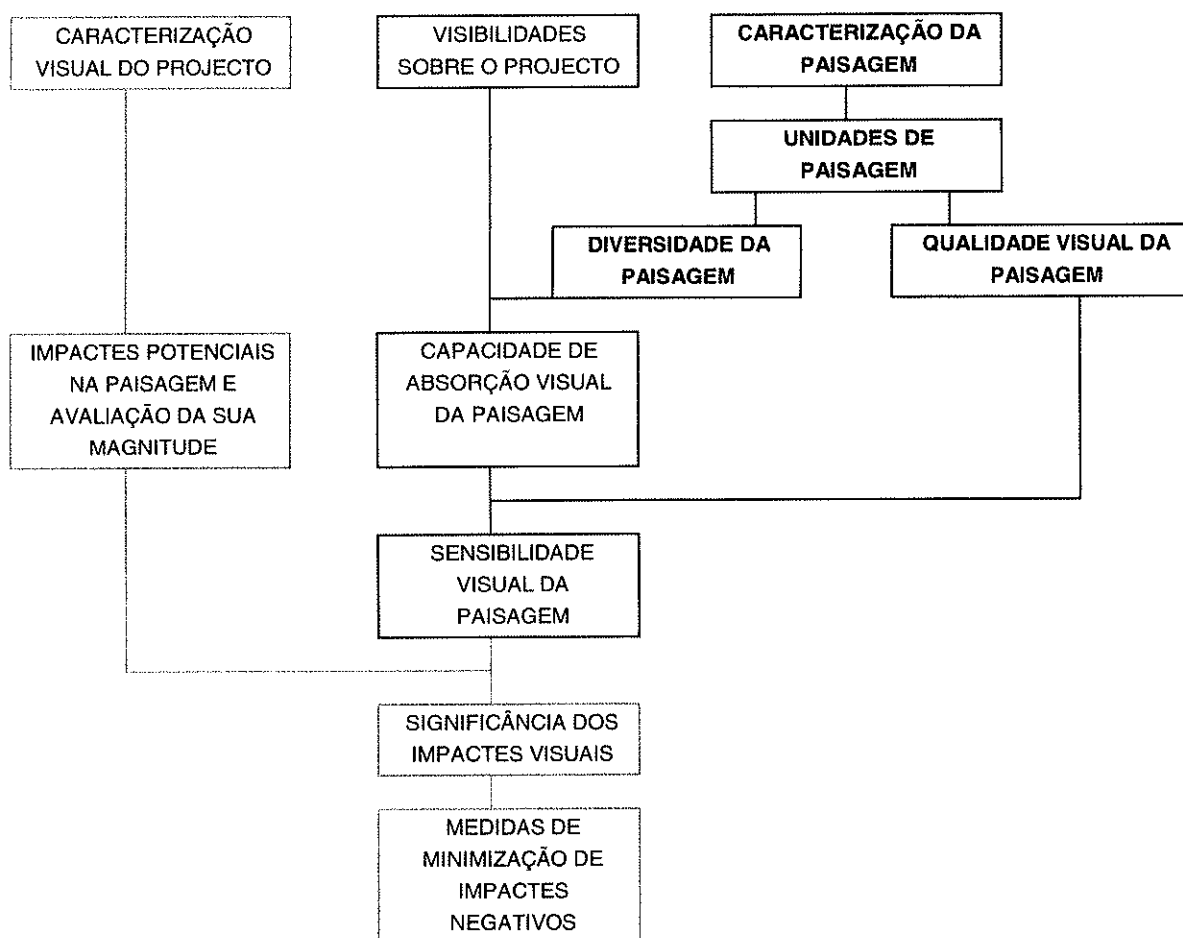 CARACTERIZAÇÃO
VISUAL DO PROJECTO
VISIBILIDADES
SOBRE O PROJECTO
CARACTERIZAÇÃO DA
PAISAGEM
UNIDADES DE
PAISAGEM
DIVERSIDADE DA
PAISAGEM
QUALIDADE VISUAL DA
PAISAGEM
IMPACTES POTENCIAIS
NA PAISAGEM E
AVALIAÇÃO DA SUA
MAGNITUDE
CAPACIDADE DE
ABSORÇÃO VISUAL
DA PAISAGEM
SENSIBILIDADE
VISUAL DA
PAISAGEM
SIGNIFICÂNCIA DOS
IMPACTES VISUAIS
MEDIDAS DE
MINIMIZAÇÃO DE
IMPACTES
NEGATIVOS